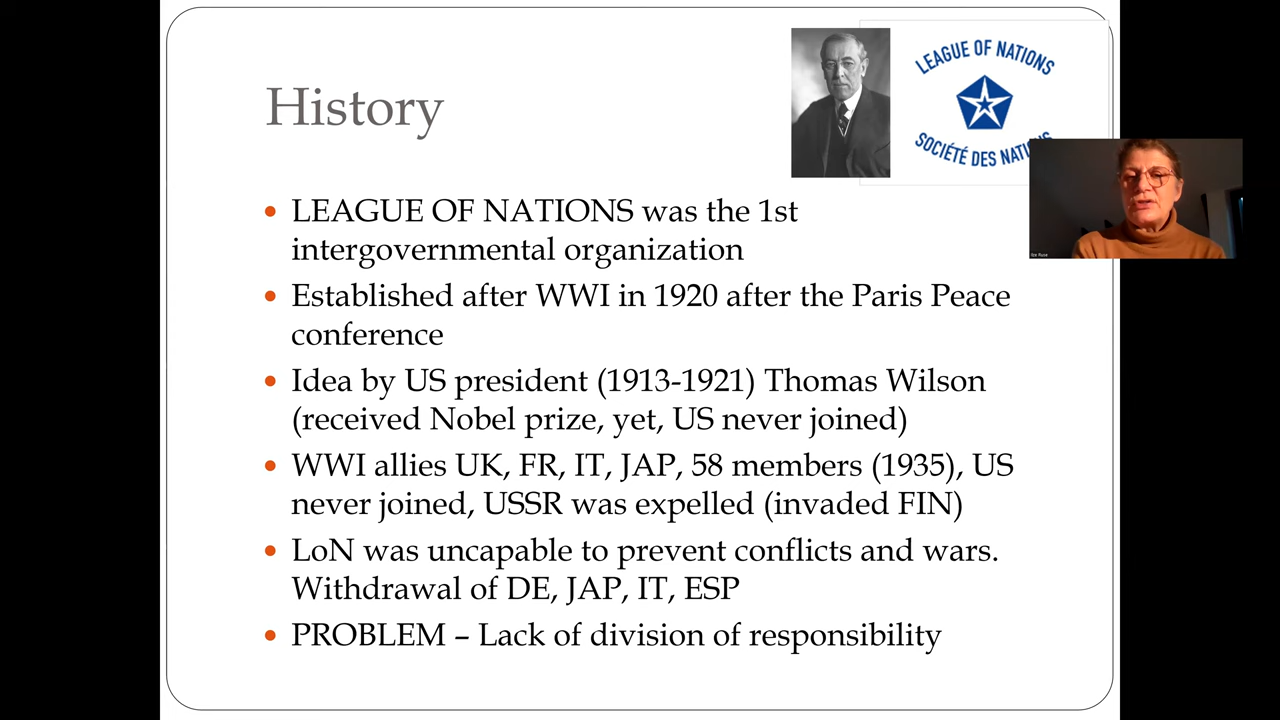 History
LEAGUE OF NATIONS
SOCIÉTÉ DES NATI
LEAGUE OF NATIONS was the 1st
intergovernmental organization
Established after WWI in 1920 after the Paris Peace
conference
Idea by US president (1913-1921) Thomas Wilson
(received Nobel prize, yet, US never joined)
WWI allies UK, FR, IT, JAP, 58 members (1935), US
never joined, USSR was expelled (invaded FIN)
LoN was uncapable to prevent conflicts and wars.
Withdrawal of DE, JAP, IT, ESP
PROBLEM – Lack of division of responsibility